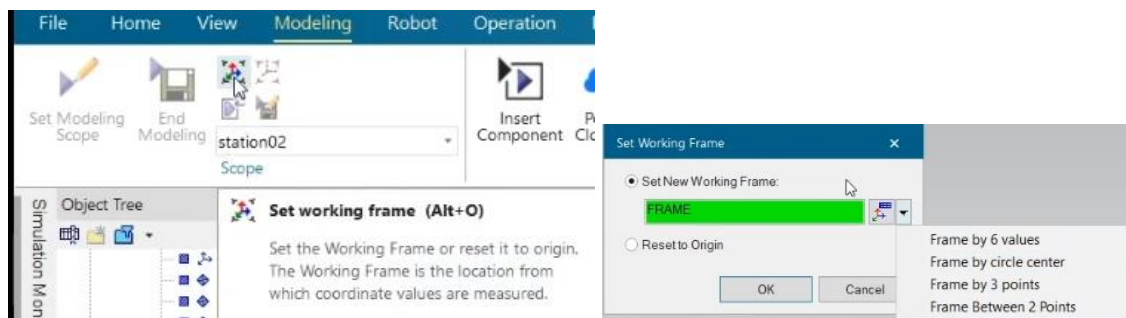 File Home View Modeling Robot Operation
Set Modeling Scope
End Modeling
station02
Scope
Insert Component
Simulation Mon
Object Tree
Set working frame (Alt+O)
Set the Working Frame or reset it to origin.
The Working Frame is the location from
which coordinate values are measured.
Set Working Frame
Set New Working Frame:
FRAME
Reset to Origin
OK Cancel
Frame by 6 values
Frame by circle center
Frame by 3 points
Frame Between 2 Points